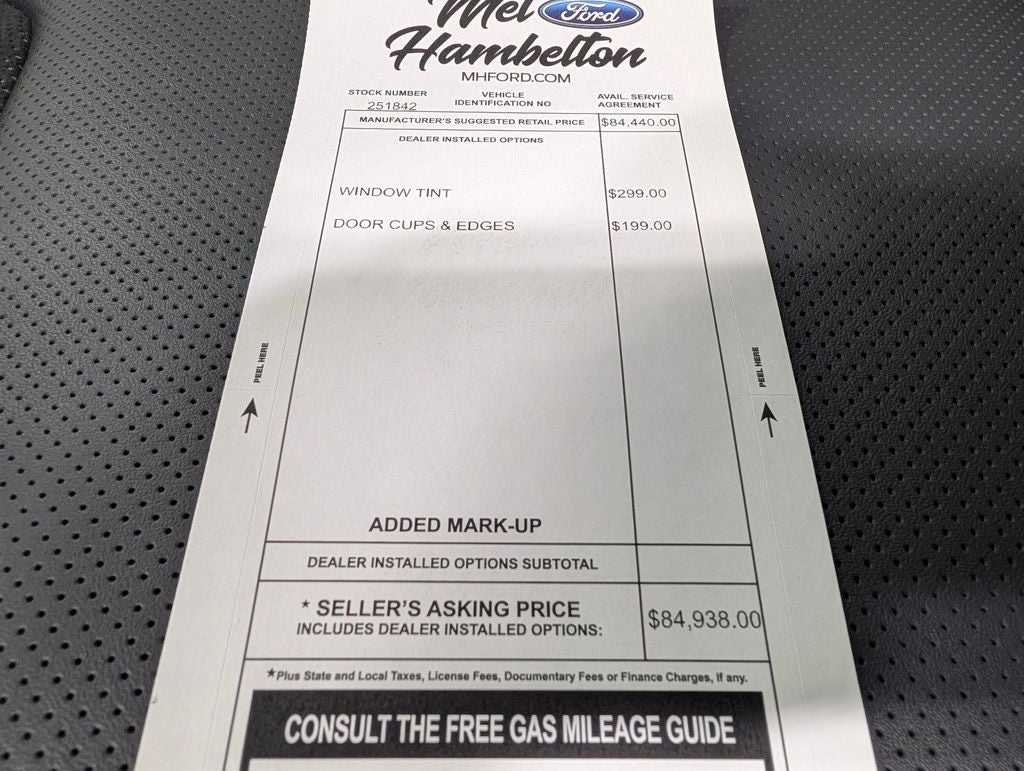 Mel Ford
Hambelton
MHFORD.COM
STOCK NUMBER
251842
VEHICLE
IDENTIFICATION NO
AVAIL. SERVICE
AGREEMENT
MANUFACTURER'S SUGGESTED RETAIL PRICE $84,440.00
DEALER INSTALLED OPTIONS
WINDOW TINT $299.00
DOOR CUPS & EDGES $199.00
PEEL HERE
PEEL HERE
ADDED MARK-UP
DEALER INSTALLED OPTIONS SUBTOTAL
* SELLER'S ASKING PRICE
INCLUDES DEALER INSTALLED OPTIONS: $84,938.00
*Plus State and Local Taxes, License Fees, Documentary Fees or Finance Charges, If any.
CONSULT THE FREE GAS MILEAGE GUIDE